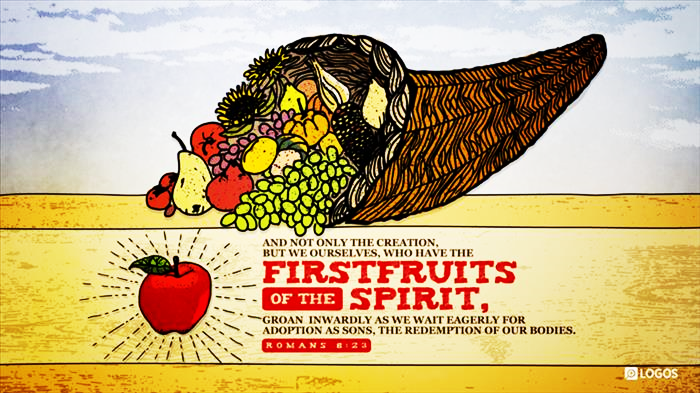 AND NOT ONLY THE CREATION,
BUT WE OURSELVES, WHO HAVE THE
FIRSTFRUITS
OF THE SPIRIT,
GROAN INWARDLY AS WE WAIT EAGERLY FOR
ADOPTION AS SONS, THE REDEMPTION OF OUR BODIES.
ROMANS 8:23
LOGOS